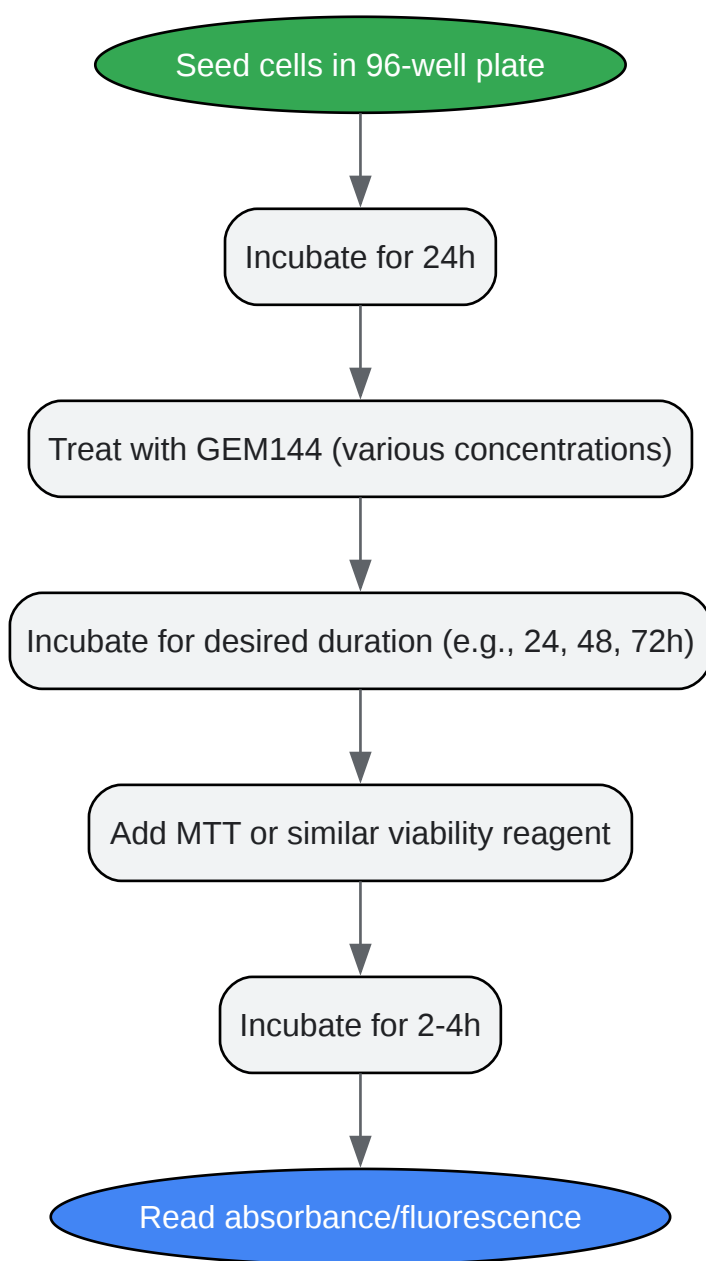 Seed cells in 96-well plate
Incubate for 24h
Treat with GEM144 (various concentrations)
Incubate for desired duration (e.g., 24, 48, 72h)
Add MTT or similar viability reagent
Incubate for 2-4h
Read absorbance/fluorescence